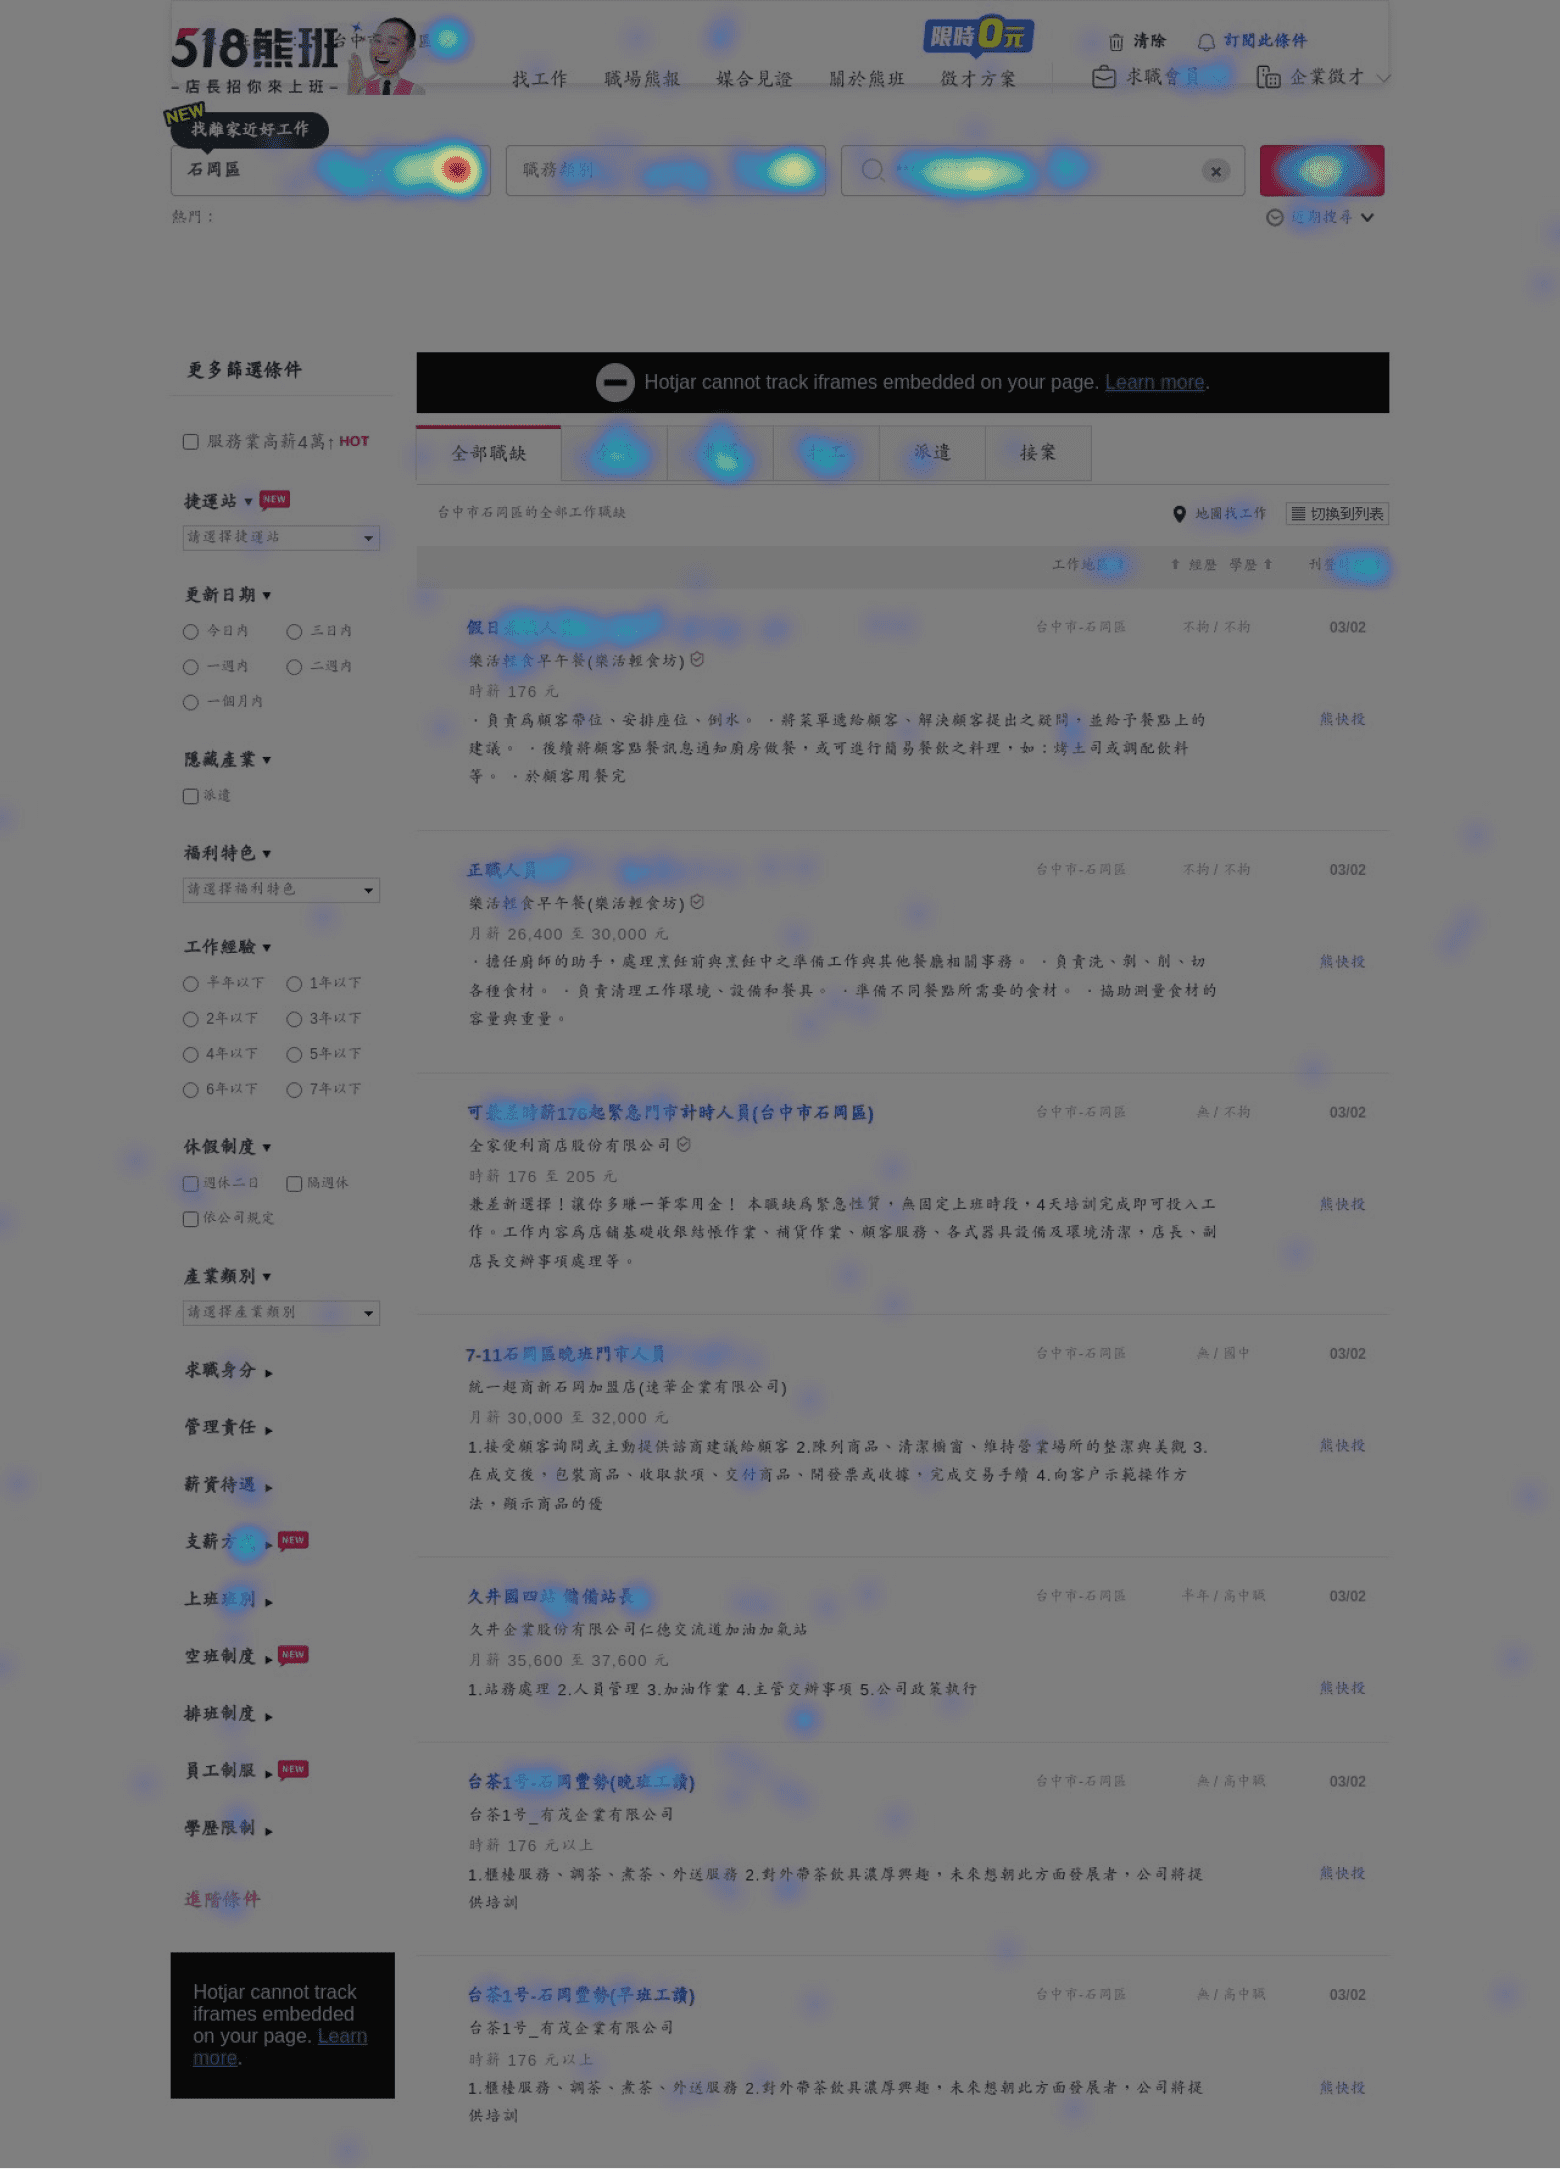 518熊班
–店長招你來上班–
限時0元
清除
訂閱此條件
找工作 職場熊報 媒合見證 關於熊班 徵才方案 求職會員 企業徵才
NEW
找離家近好工作
石岡區
職務類別
熱門：
近期搜尋
更多篩選條件
服務業高薪4萬↑ HOT
捷運站 ▼ NEW
請選擇捷運站
更新日期 ▼
今日內 三日內
一週內 二週內
一個月內
隱藏產業 ▼
派遣
福利特色 ▼
請選擇福利特色
工作經驗 ▼
半年以下 1年以下
2年以下 3年以下
4年以下 5年以下
6年以下 7年以下
休假制度 ▼
週休二日 隔週休
依公司規定
產業類別 ▼
請選擇產業類別
求職身分 ▶
管理責任 ▶
薪資待遇 ▶
支薪方 ▶ NEW
上班班別 ▶
空班制度 ▶ NEW
排班制度 ▶
員工制服 ▶ NEW
學歷限制 ▶
進階條件
Hotjar cannot track
iframes embedded
on your page. Learn
more.
Hotjar cannot track iframes embedded on your page. Learn more.
全部職缺 派遣 接案
台中市石岡區的全部工作職缺
地圖找工作 切換到列表
工作地區 ⬆ 經歷 學歷 ⬆ 刊登
假日
台中市-石岡區 不拘 / 不拘 03/02
樂活輕食早午餐(樂活輕食坊)
時薪 176 元
．負責為顧客帶位、安排座位、倒水。 ．將菜單遞給顧客、解決顧客提出之疑問，並給予餐點上的
建議。 ．後續將顧客點餐訊息通知廚房做餐，或可進行簡易餐飲之料理，如：烤土司或調配飲料
等。 ．於顧客用餐完
熊快投
正職人員
台中市-石岡區 不拘 / 不拘 03/02
樂活輕食早午餐(樂活輕食坊)
月薪 26,400 至 30,000 元
．擔任廚師的助手，處理烹飪前與烹飪中之準備工作與其他餐廳相關事務。 ．負責洗、剝、削、切
各種食材。 ．負責清理工作環境、設備和餐具。 ．準備不同餐點所需要的食材。 ．協助測量食材的
容量與重量。
熊快投
可兼差時薪176起緊急門市計時人員(台中市石岡區)
台中市-石岡區 無 / 不拘 03/02
全家便利商店股份有限公司
時薪 176 至 205 元
兼差新選擇！讓你多賺一筆零用金！ 本職缺為緊急性質，無固定上班時段，4天培訓完成即可投入工
作。工作內容為店舖基礎收銀結帳作業、補貨作業、顧客服務、各式器具設備及環境清潔，店長、副
店長交辦事項處理等。
熊快投
7-11石岡區晚班門市人員
台中市-石岡區 無 / 國中 03/02
統一超商新石岡加盟店(達華企業有限公司)
月薪 30,000 至 32,000 元
1.接受顧客詢問或主動提供諮商建議給顧客 2.陳列商品、清潔櫥窗、維持營業場所的整潔與美觀 3.
在成交後，包裝商品、收取款項、交付商品、開發票或收據，完成交易手續 4.向客戶示範操作方
法，顯示商品的優
熊快投
久井國四站 儲備站長
台中市-石岡區 半年 / 高中職 03/02
久井企業股份有限公司仁德交流道加油加氣站
月薪 35,600 至 37,600 元
1.站務處理 2.人員管理 3.加油作業 4.主管交辦事項 5.公司政策執行
熊快投
台茶1号-石岡豐勢(晚班工讀)
台中市-石岡區 無 / 高中職 03/02
台茶1号_有茂企業有限公司
時薪 176 元以上
1.櫃檯服務、調茶、煮茶、外送服務 2.對外帶茶飲具濃厚興趣，未來想朝此方面發展者，公司將提
供培訓
熊快投
台茶1号-石岡豐勢(早班工讀)
台中市-石岡區 無 / 高中職 03/02
台茶1号_有茂企業有限公司
時薪 176 元以上
1.櫃檯服務、調茶、煮茶、外送服務 2.對外帶茶飲具濃厚興趣，未來想朝此方面發展者，公司將提
供培訓
熊快投